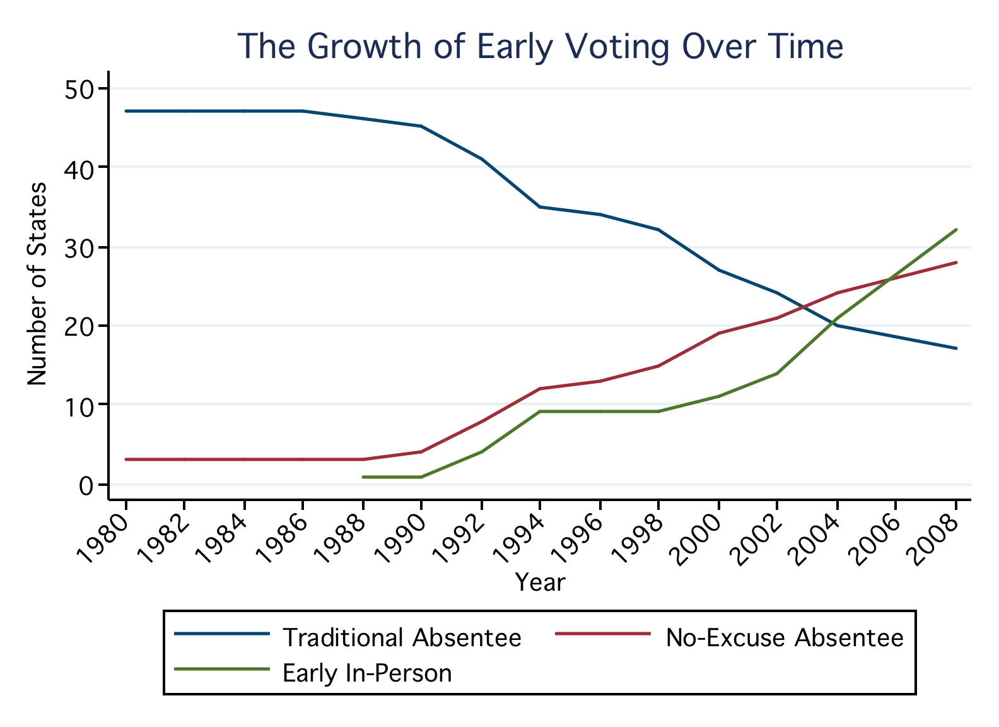 The Growth of Early Voting Over Time
50
40
30
20
10
0
Number of States
1980 1982 1984 1986 1988 1990 1992 1994 1996 1998 2000 2002 2004 2006 2008
Year
Traditional Absentee No-Excuse Absentee
Early In-Person